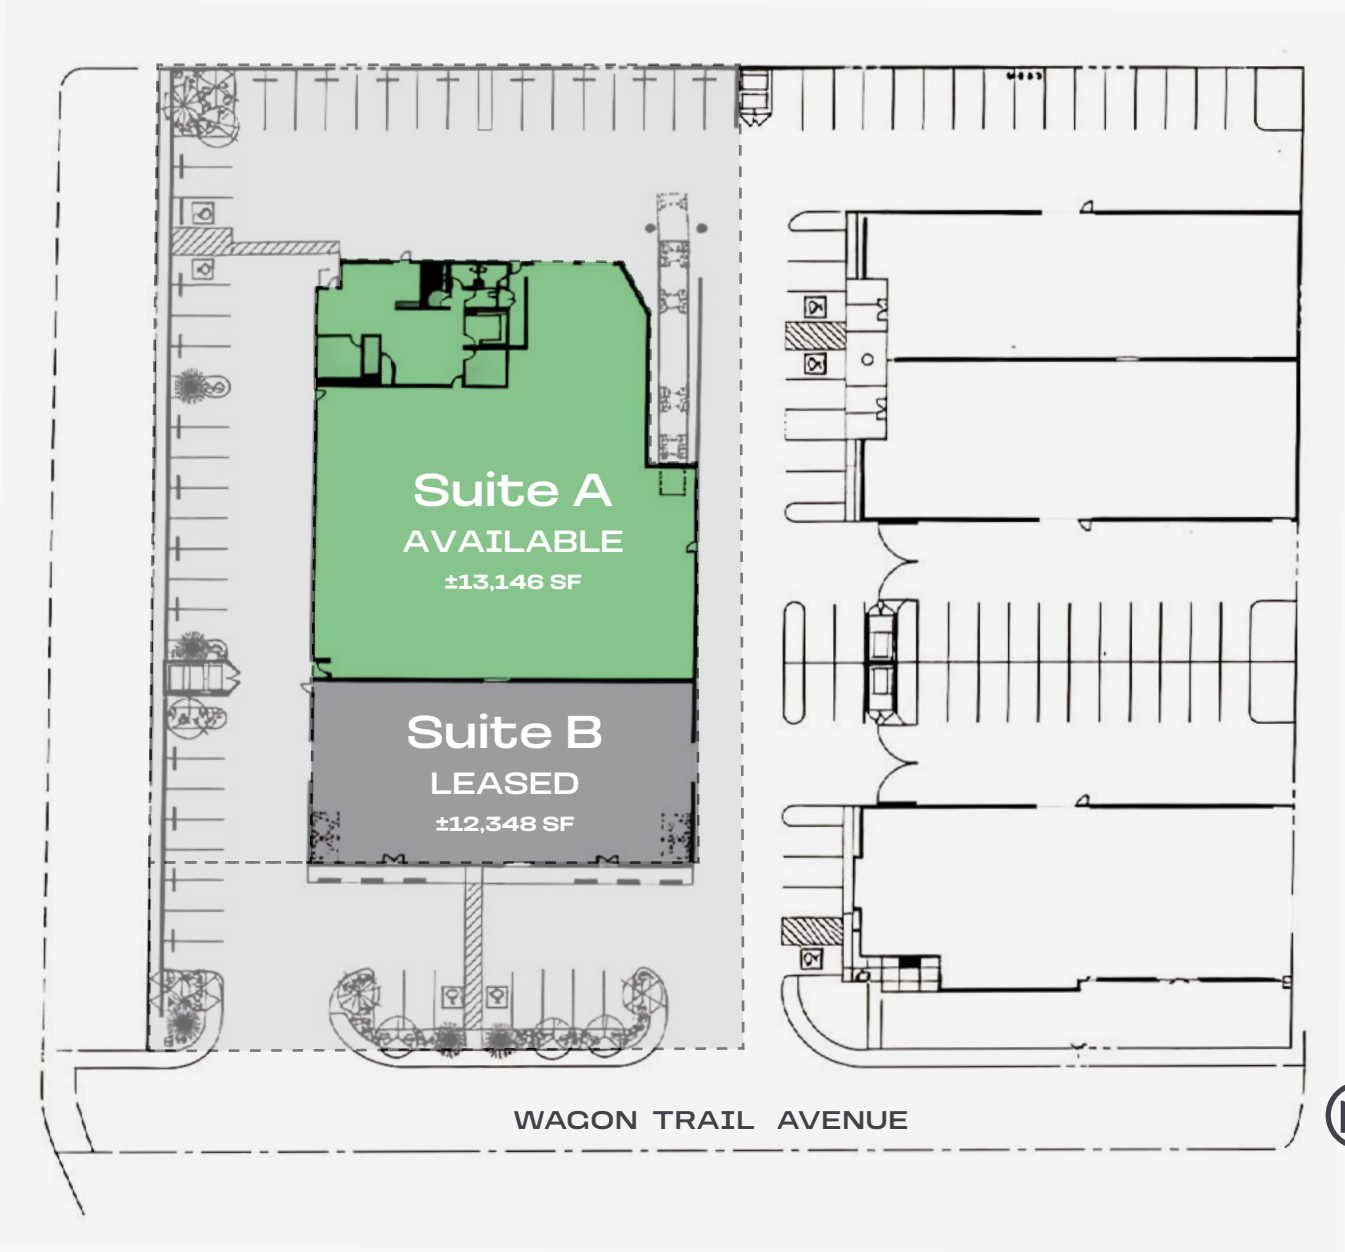 Suite A
AVAILABLE
±13,146 SF
Suite B
LEASED
±12,348 SF
WAGON TRAIL AVENUE